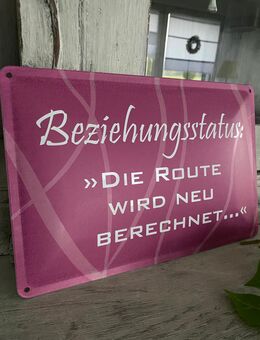 Beziehungsstatus:
»DIE ROUTE
WIRD NEU
BERECHNET...«